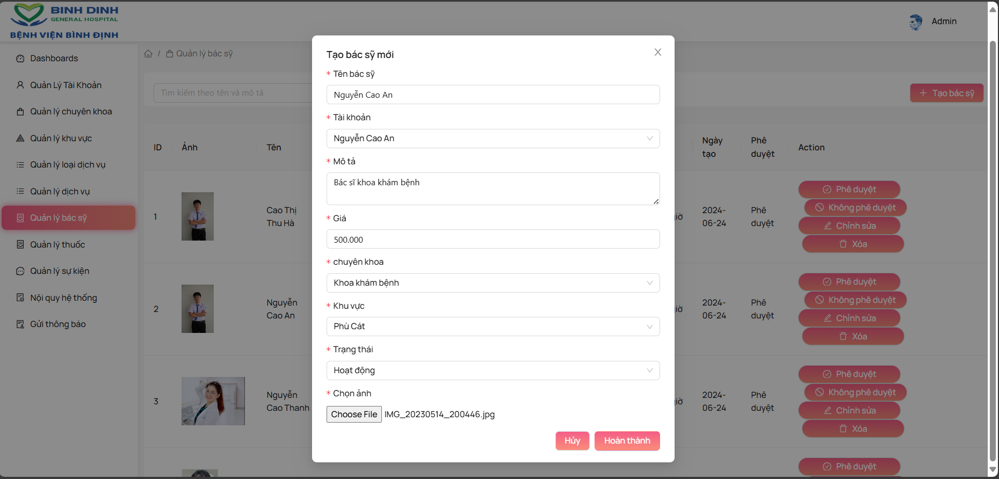 BINH DINH
GENERAL HOSPITAL
BỆNH VIỆN BÌNH ĐỊNH
Admin
Dashboards
Quản Lý Tài Khoản
Quản lý chuyên khoa
Quản lý khu vực
Quản lý loại dịch vụ
Quản lý dịch vụ
Quản lý bác sỹ
Quản lý thuốc
Quản lý sự kiện
Nội quy hệ thống
Gửi thông báo
/ Quản lý bác sỹ
Tìm kiếm theo tên và mô tả
+ Tạo bác sỹ
ID
Ảnh
Tên
Ngày
tạo
Phê
duyệt
Action
1
Cao Thị
Thu Hà
giờ
2024-
06-24
Phê
duyệt
Phê duyệt
Không phê duyệt
Chỉnh sửa
Xóa
2
Nguyễn
Cao An
giờ
2024-
06-24
Phê
duyệt
Phê duyệt
Không phê duyệt
Chỉnh sửa
Xóa
3
Nguyễn
Cao Thanh
giờ
2024-
06-24
Phê
duyệt
Phê duyệt
Không phê duyệt
Chỉnh sửa
Xóa
Phê duyệt
Tạo bác sỹ mới
* Tên bác sỹ
Nguyễn Cao An
* Tài khoản
Nguyễn Cao An
* Mô tả
Bác sĩ khoa khám bệnh
* Giá
500.000
* chuyên khoa
Khoa khám bệnh
* Khu vực
Phù Cát
* Trạng thái
Hoạt động
* Chọn ảnh
Choose File IMG_20230514_200446.jpg
Hủy
Hoàn thành